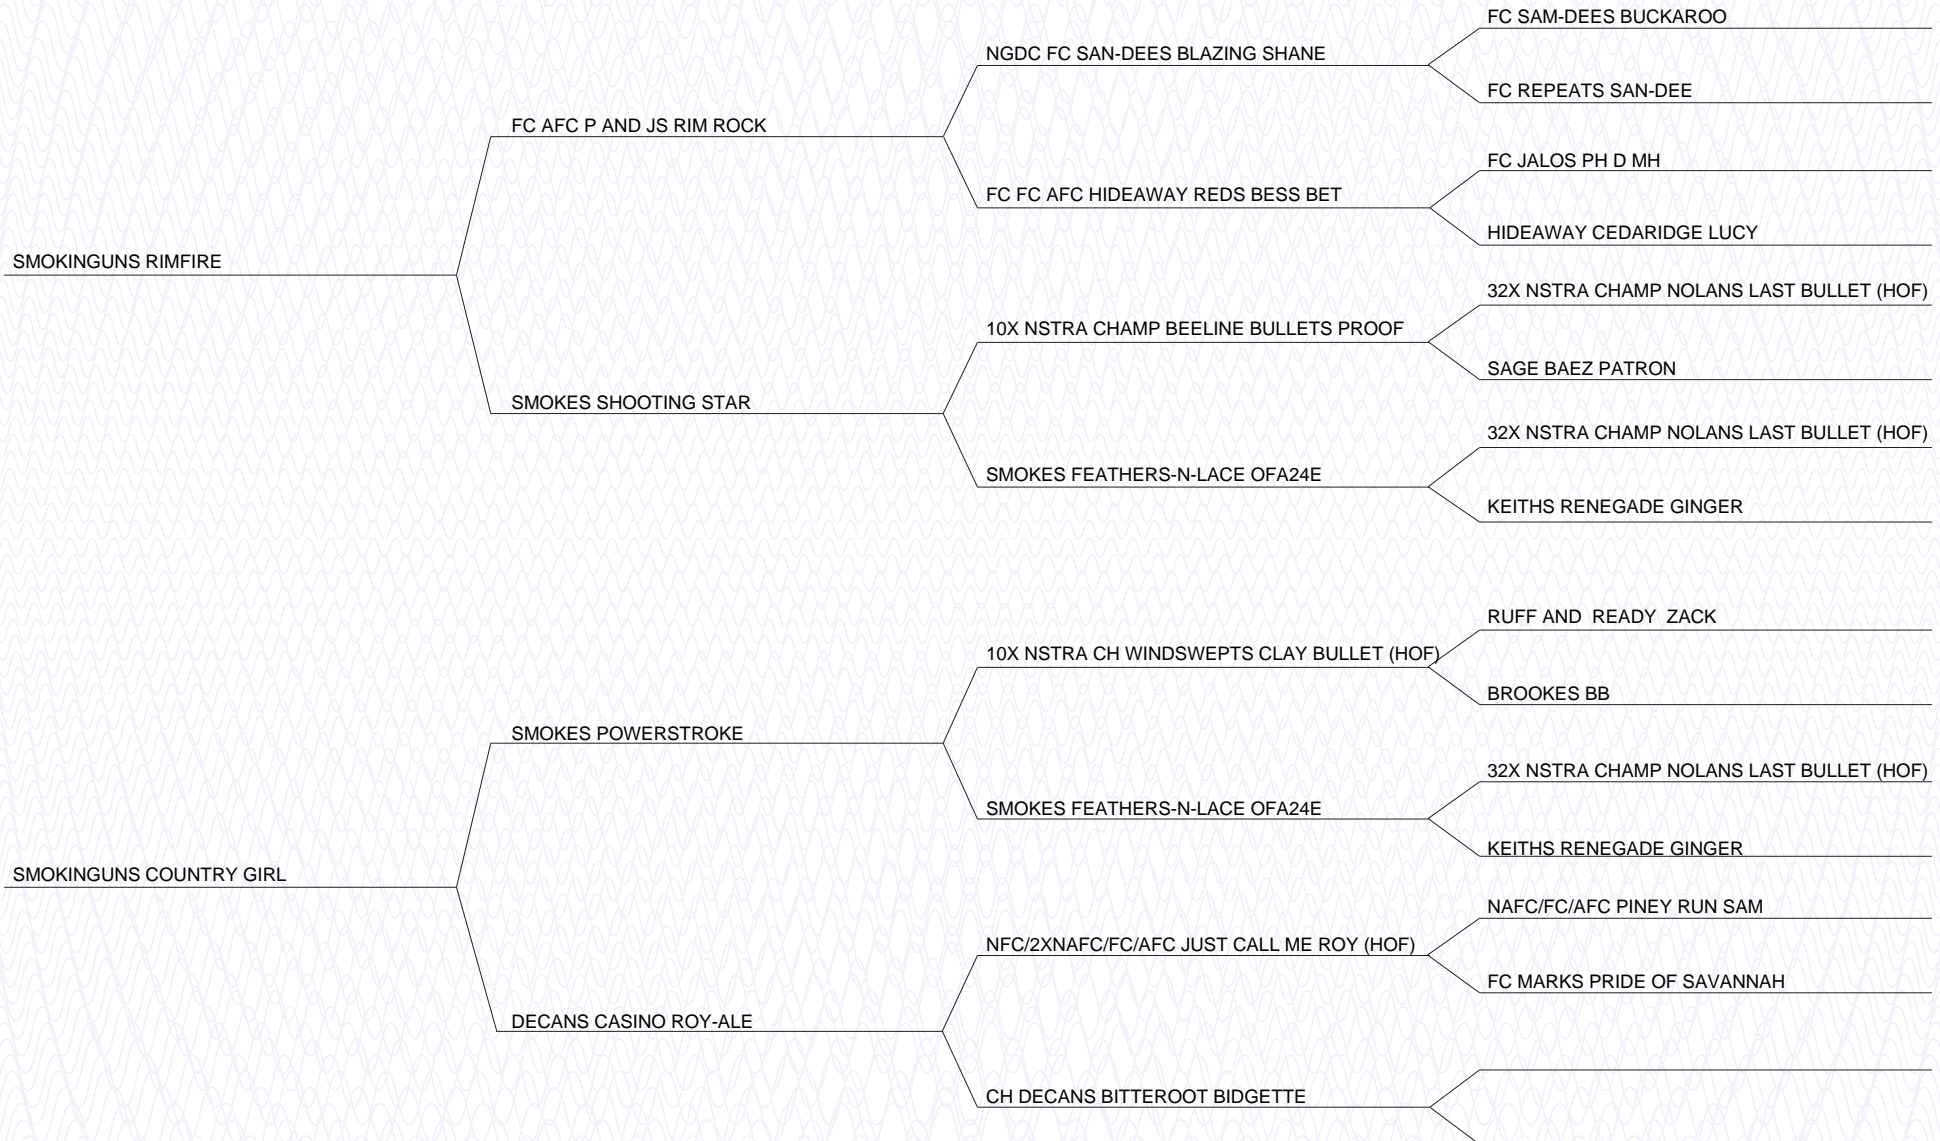 FC SAM-DEES BUCKAROO
NGDC FC SAN-DEES BLAZING SHANE
FC REPEATS SAN-DEE
FC AFC P AND JS RIM ROCK
FC JALOS PH D MH
FC FC AFC HIDEAWAY REDS BESS BET
HIDEAWAY CEDARIDGE LUCY
SMOKINGUNS RIMFIRE
32X NSTRA CHAMP NOLANS LAST BULLET (HOF)
10X NSTRA CHAMP BEELINE BULLETS PROOF
SAGE BAEZ PATRON
SMOKES SHOOTING STAR
32X NSTRA CHAMP NOLANS LAST BULLET (HOF)
SMOKES FEATHERS-N-LACE OFA24E
KEITHS RENEGADE GINGER
RUFF AND  READY  ZACK
10X NSTRA CH WINDSWEPTS CLAY BULLET (HOF)
BROOKES BB
SMOKES POWERSTROKE
32X NSTRA CHAMP NOLANS LAST BULLET (HOF)
SMOKES FEATHERS-N-LACE OFA24E
KEITHS RENEGADE GINGER
SMOKINGUNS COUNTRY GIRL
NAFC/FC/AFC PINEY RUN SAM
NFC/2XNAFC/FC/AFC JUST CALL ME ROY (HOF)
FC MARKS PRIDE OF SAVANNAH
DECANS CASINO ROY-ALE
CH DECANS BITTEROOT BIDGETTE